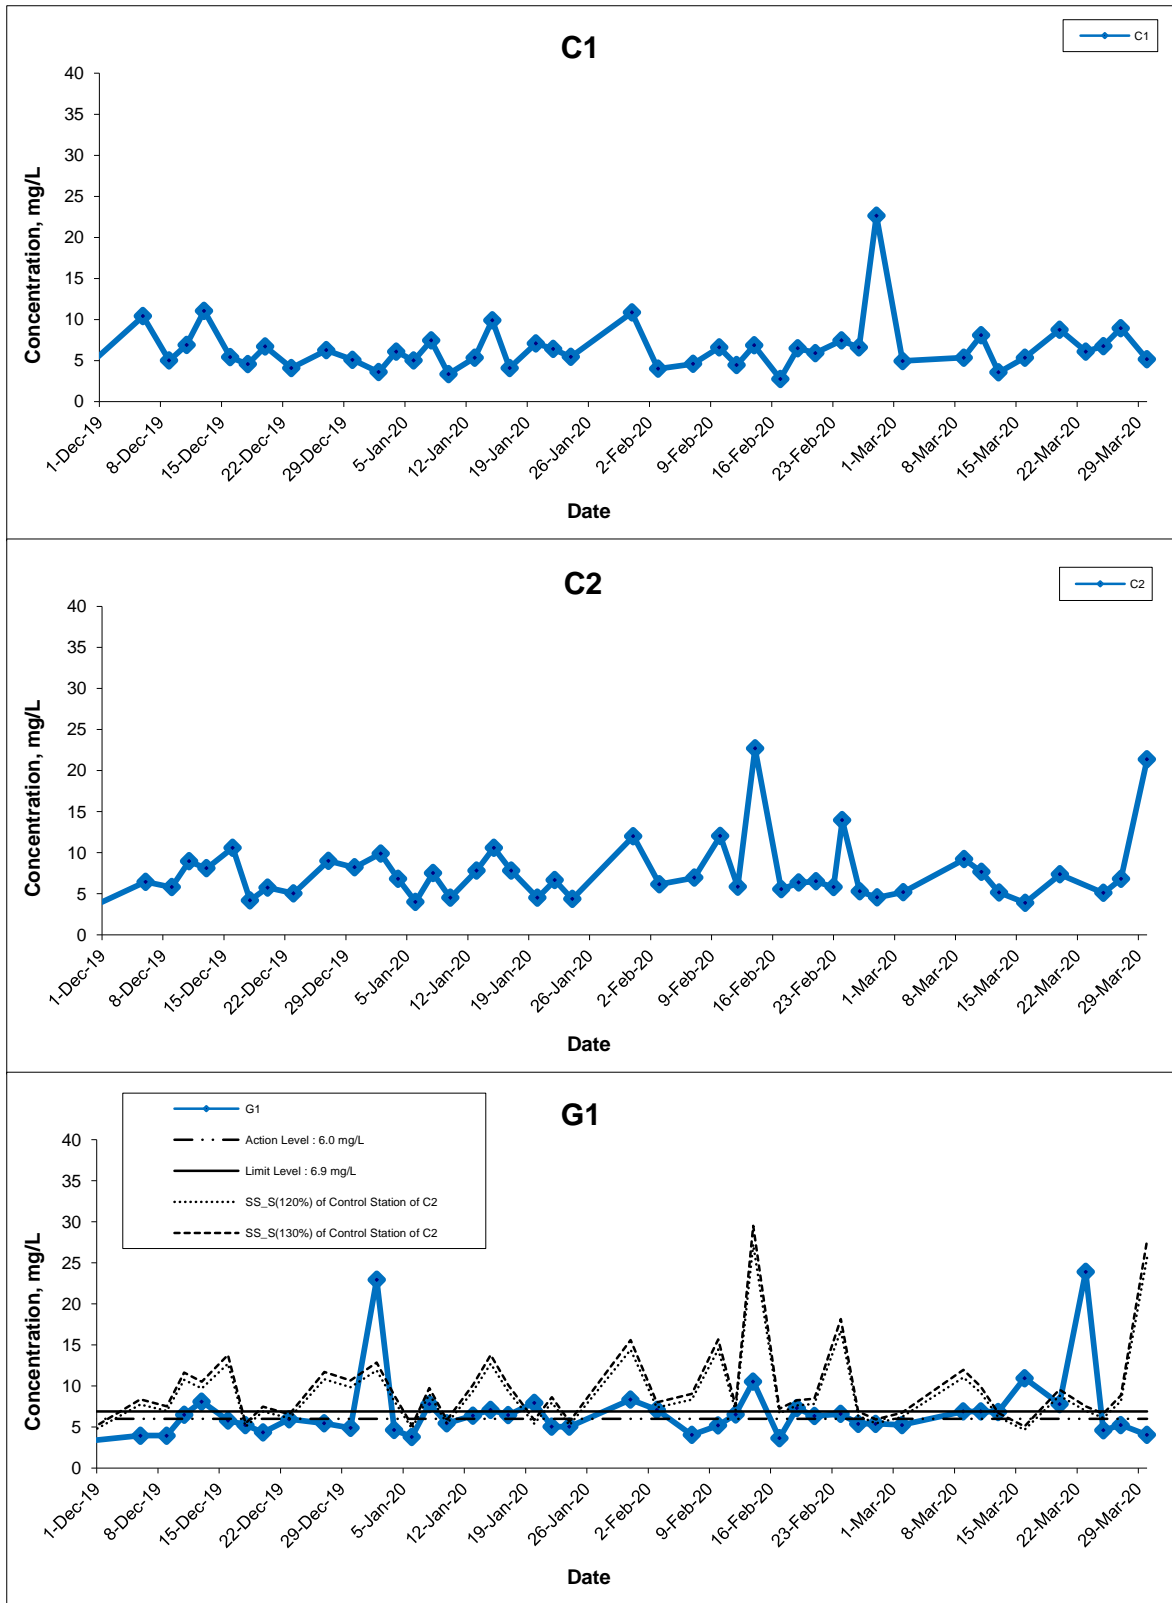 C1
C1
40
35
30
25
20
15
10
5
0
Concentration, mg/L
1-Dec-19
8-Dec-19
15-Dec-19
22-Dec-19
29-Dec-19
5-Jan-20
12-Jan-20
19-Jan-20
26-Jan-20
2-Feb-20
9-Feb-20
16-Feb-20
23-Feb-20
1-Mar-20
8-Mar-20
15-Mar-20
22-Mar-20
29-Mar-20
Date
C2
C2
40
35
30
25
20
15
10
5
0
Concentration, mg/L
1-Dec-19
8-Dec-19
15-Dec-19
22-Dec-19
29-Dec-19
5-Jan-20
12-Jan-20
19-Jan-20
26-Jan-20
2-Feb-20
9-Feb-20
16-Feb-20
23-Feb-20
1-Mar-20
8-Mar-20
15-Mar-20
22-Mar-20
29-Mar-20
Date
G1
G1
Action Level : 6.0 mg/L
Limit Level : 6.9 mg/L
SS_S(120%) of Control Station of C2
SS_S(130%) of Control Station of C2
40
35
30
25
20
15
10
5
0
Concentration, mg/L
1-Dec-19
8-Dec-19
15-Dec-19
22-Dec-19
29-Dec-19
5-Jan-20
12-Jan-20
19-Jan-20
26-Jan-20
2-Feb-20
9-Feb-20
16-Feb-20
23-Feb-20
1-Mar-20
8-Mar-20
15-Mar-20
22-Mar-20
29-Mar-20
Date